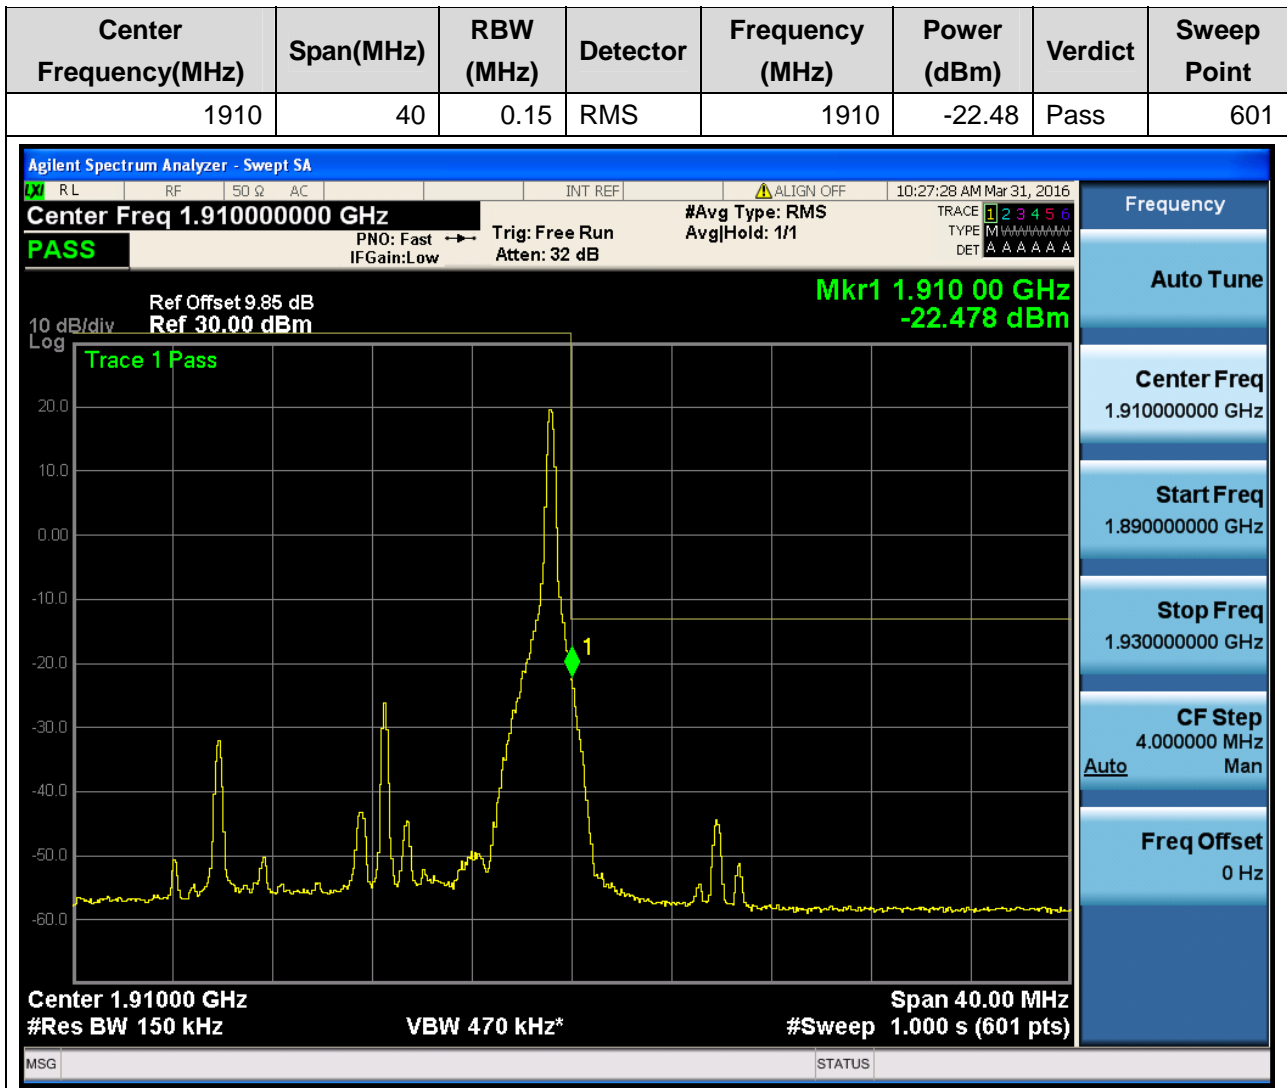 Center Frequency(MHz) Span(MHz) RBW (MHz) Detector Frequency (MHz) Power (dBm) Verdict Sweep Point
1910 40 0.15 RMS 1910 -22.48 Pass 601
Agilent Spectrum Analyzer - Swept SA
LXI RL RF 50 Ω AC INT REF ALIGN OFF 10:27:28 AM Mar 31, 2016
Center Freq 1.910000000 GHz
PASS
PNO: Fast
IFGain:Low
Trig: Free Run
Atten: 32 dB
#Avg Type: RMS
Avg|Hold: 1/1
TRACE 1 2 3 4 5 6
TYPE M WWWWW
DET A A A A A A
Mkr1 1.910 00 GHz
-22.478 dBm
Ref Offset 9.85 dB
10 dB/div Ref 30.00 dBm
Log
Trace 1 Pass
20.0
10.0
0.00
-10.0
-20.0
-30.0
-40.0
-50.0
-60.0
1
Center 1.91000 GHz Span 40.00 MHz
#Res BW 150 kHz VBW 470 kHz* #Sweep 1.000 s (601 pts)
MSG STATUS
Frequency
Auto Tune
Center Freq
1.910000000 GHz
Start Freq
1.890000000 GHz
Stop Freq
1.930000000 GHz
CF Step
4.000000 MHz
Auto Man
Freq Offset
0 Hz